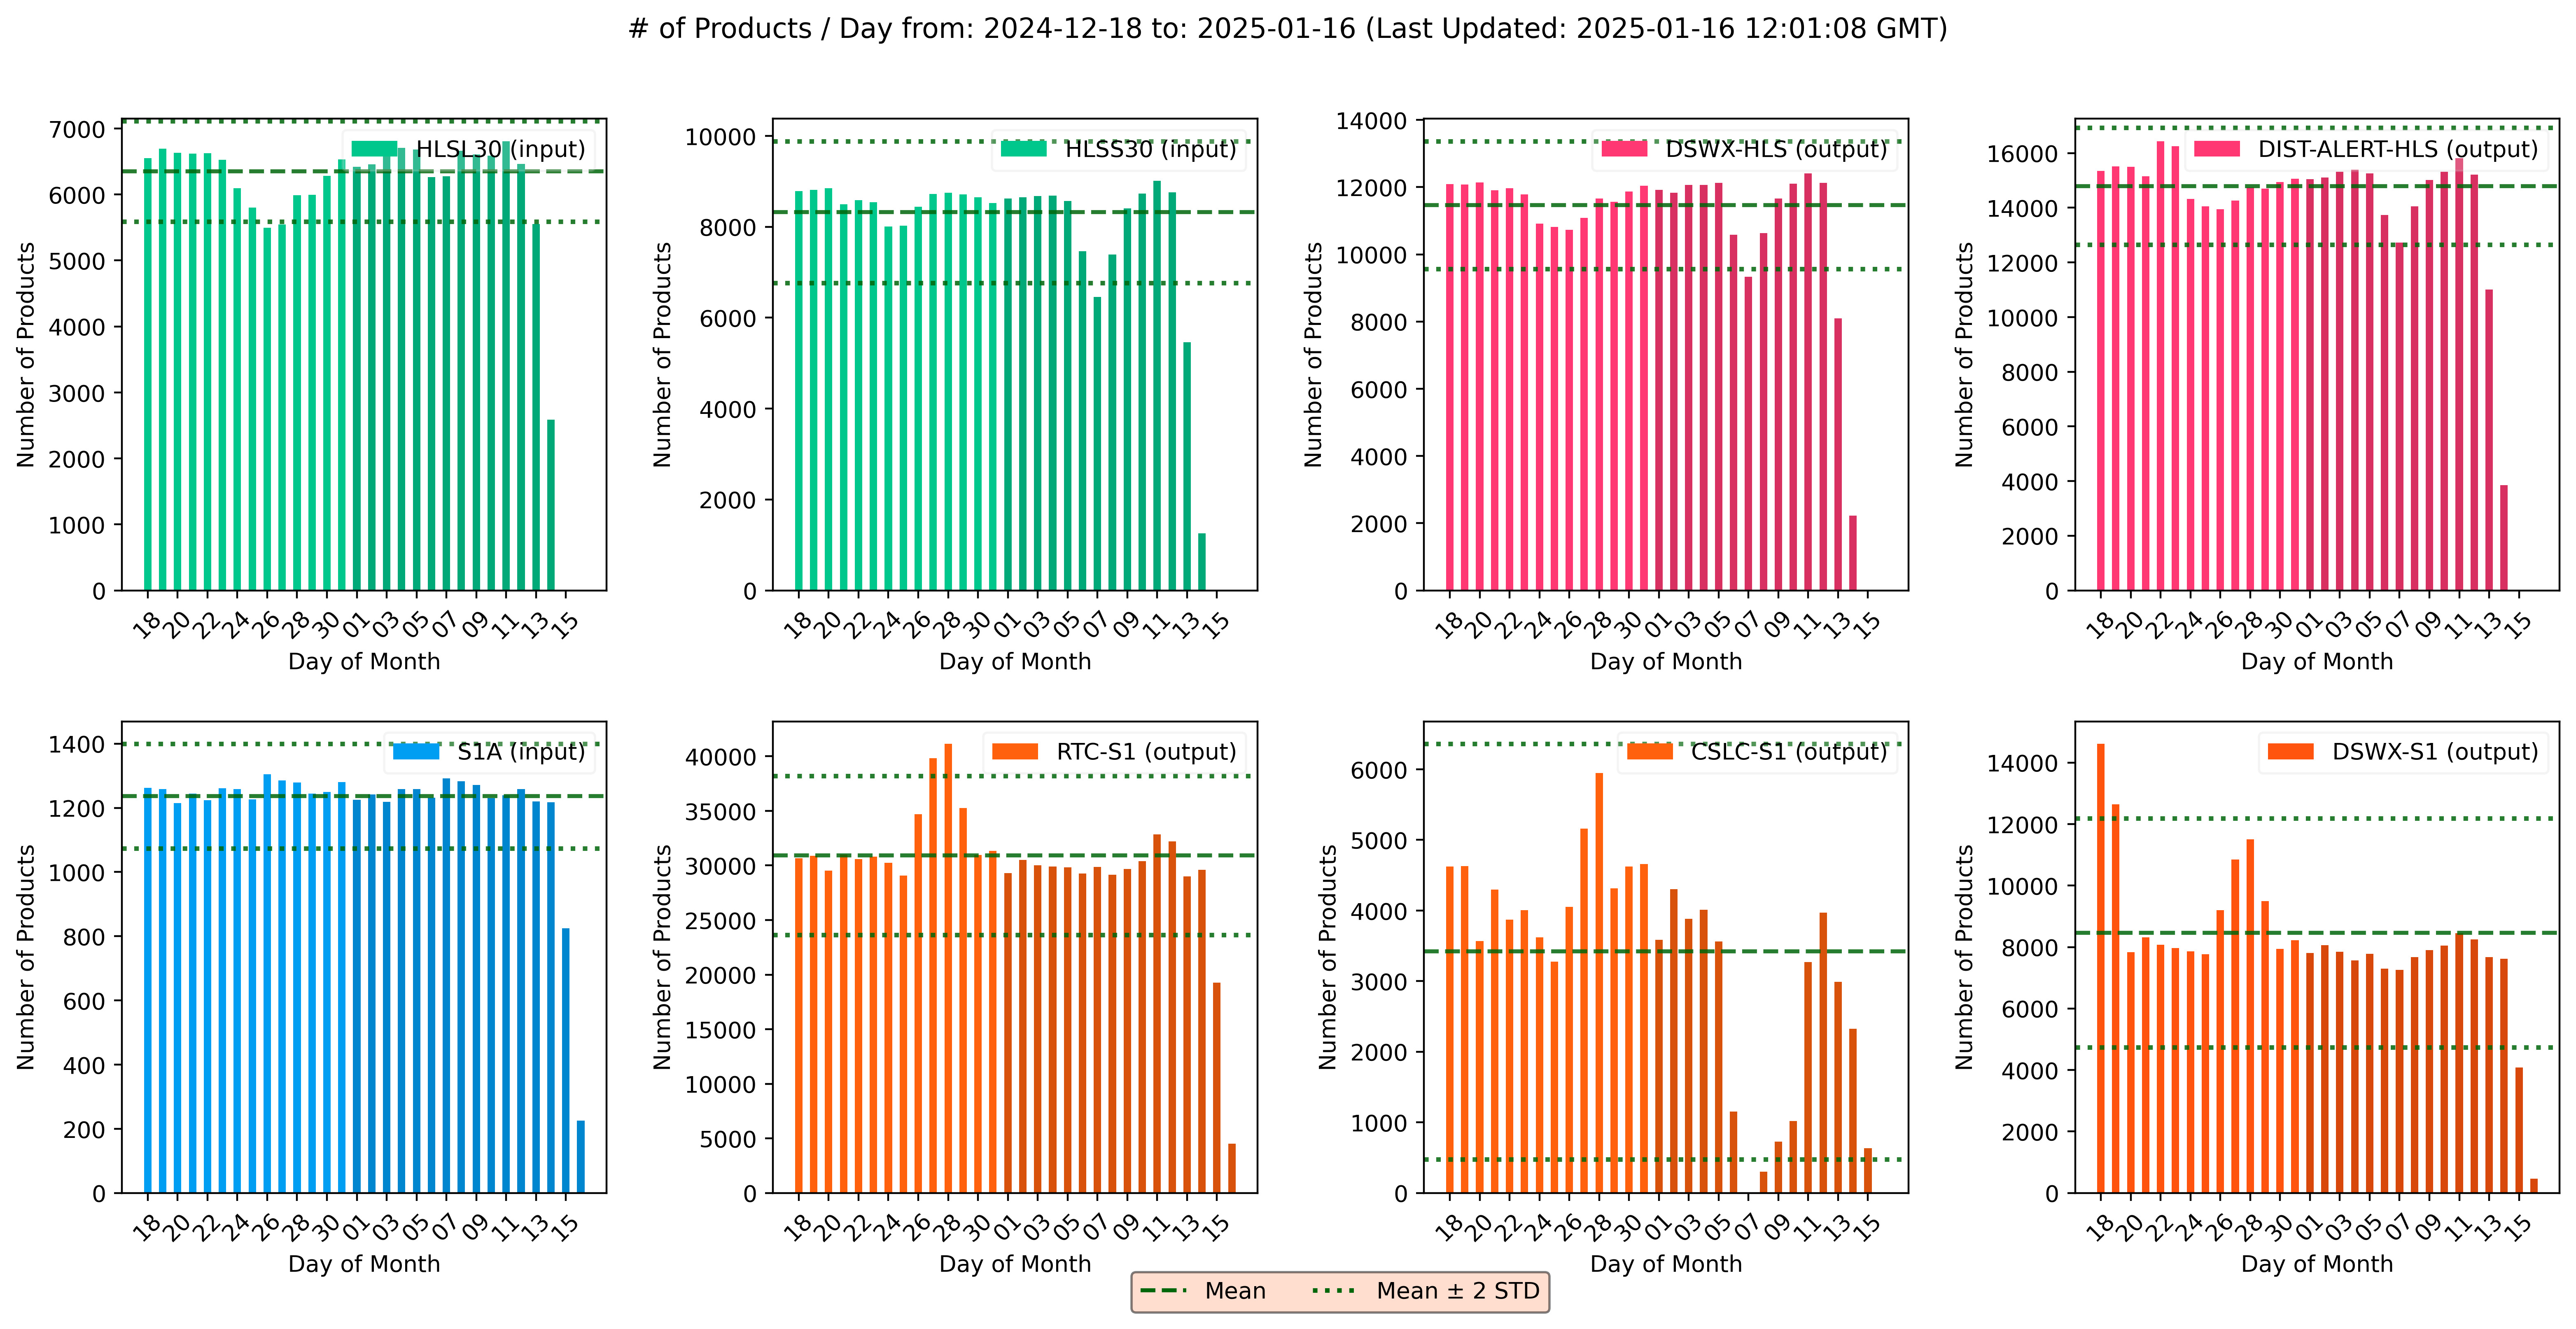 # of Products / Day from: 2024-12-18 to: 2025-01-16 (Last Updated: 2025-01-16 12:01:08 GMT)
HLSL30 (input)
Number of Products
7000
6000
5000
4000
3000
2000
1000
0
18 20 22 24 26 28 30 01 03 05 07 09 11 13 15
Day of Month
HLSS30 (input)
Number of Products
10000
8000
6000
4000
2000
0
18 20 22 24 26 28 30 01 03 05 07 09 11 13 15
Day of Month
DSWX-HLS (output)
Number of Products
14000
12000
10000
8000
6000
4000
2000
0
18 20 22 24 26 28 30 01 03 05 07 09 11 13 15
Day of Month
DIST-ALERT-HLS (output)
Number of Products
16000
14000
12000
10000
8000
6000
4000
2000
0
18 20 22 24 26 28 30 01 03 05 07 09 11 13 15
Day of Month
S1A (input)
Number of Products
1400
1200
1000
800
600
400
200
0
18 20 22 24 26 28 30 01 03 05 07 09 11 13 15
Day of Month
RTC-S1 (output)
Number of Products
40000
35000
30000
25000
20000
15000
10000
5000
0
18 20 22 24 26 28 30 01 03 05 07 09 11 13 15
Day of Month
CSLC-S1 (output)
Number of Products
6000
5000
4000
3000
2000
1000
0
18 20 22 24 26 28 30 01 03 05 07 09 11 13 15
Day of Month
DSWX-S1 (output)
Number of Products
14000
12000
10000
8000
6000
4000
2000
0
18 20 22 24 26 28 30 01 03 05 07 09 11 13 15
Day of Month
Mean
Mean ± 2 STD